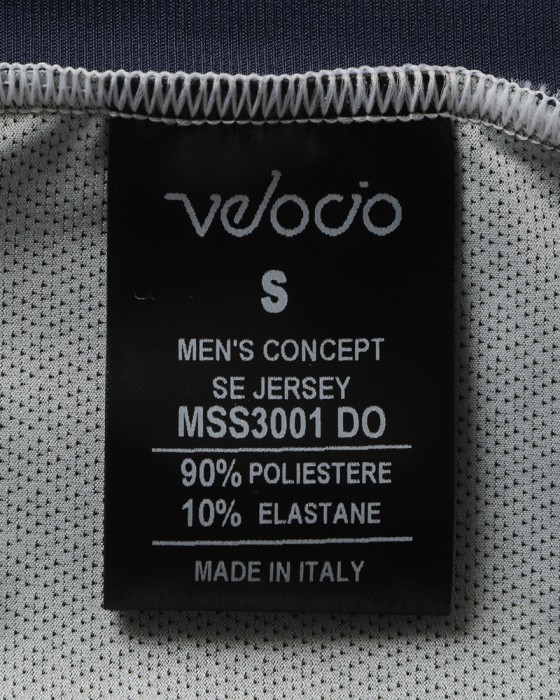 velocio
S
MEN'S CONCEPT
SE JERSEY
MSS3001 DO
90% POLIESTERE
10% ELASTANE
MADE IN ITALY